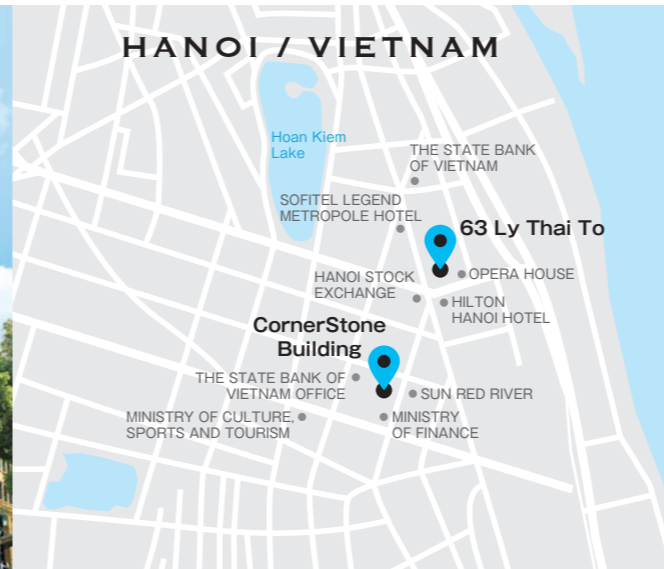 HANOI / VIETNAM
Hoan Kiem
Lake
THE STATE BANK
OF VIETNAM
SOFITEL LEGEND
METROPOLE HOTEL
63 Ly Thai To
OPERA HOUSE
HANOI STOCK
EXCHANGE
HILTON
HANOI HOTEL
CornerStone
Building
THE STATE BANK OF
VIETNAM OFFICE
SUN RED RIVER
MINISTRY OF CULTURE,
SPORTS AND TOURISM
MINISTRY
OF FINANCE